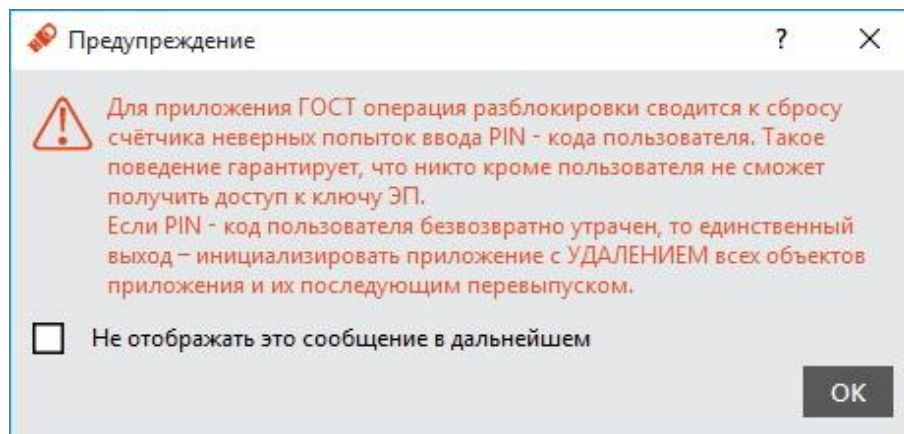 Предупреждение
?
Для приложения ГОСТ операция разблокировки сводится к сбросу
счётчика неверных попыток ввода PIN - кода пользователя. Такое
поведение гарантирует, что никто кроме пользователя не сможет
получить доступ к ключу ЭП.
Если PIN - код пользователя безвозвратно утрачен, то единственный
выход – инициализировать приложение с УДАЛЕНИЕМ всех объектов
приложения и их последующим перевыпуском.
Не отображать это сообщение в дальнейшем
ОК